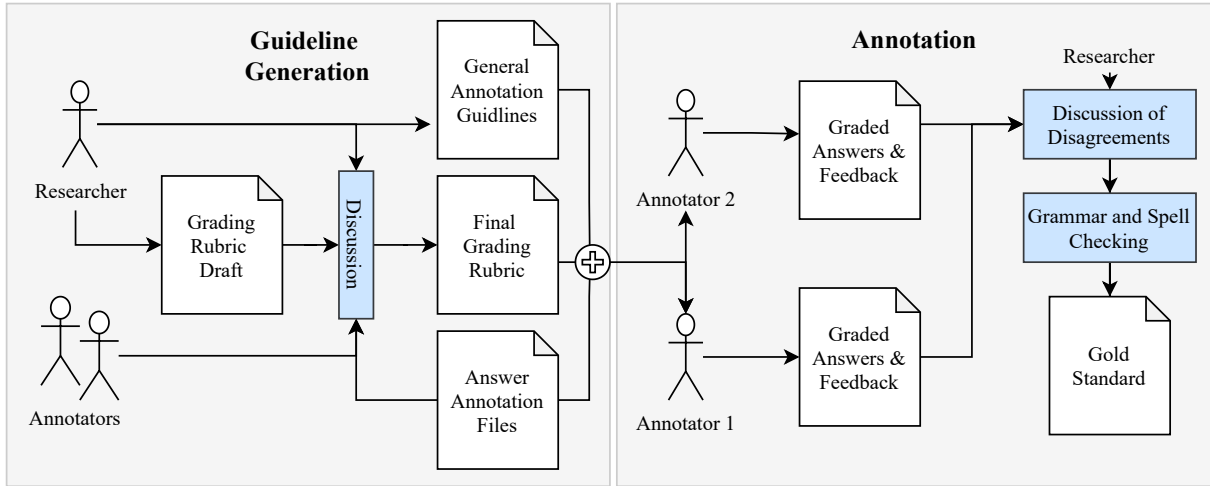 Guideline
Generation
General
Annotation
Guidlines
Researcher
Grading
Rubric
Draft
Discussion
Final
Grading
Rubric
Annotators
Answer
Annotation
Files
Annotation
Annotator 2
Graded
Answers &
Feedback
Annotator 1
Graded
Answers &
Feedback
Researcher
Discussion of
Disagreements
Grammar and Spell
Checking
Gold
Standard